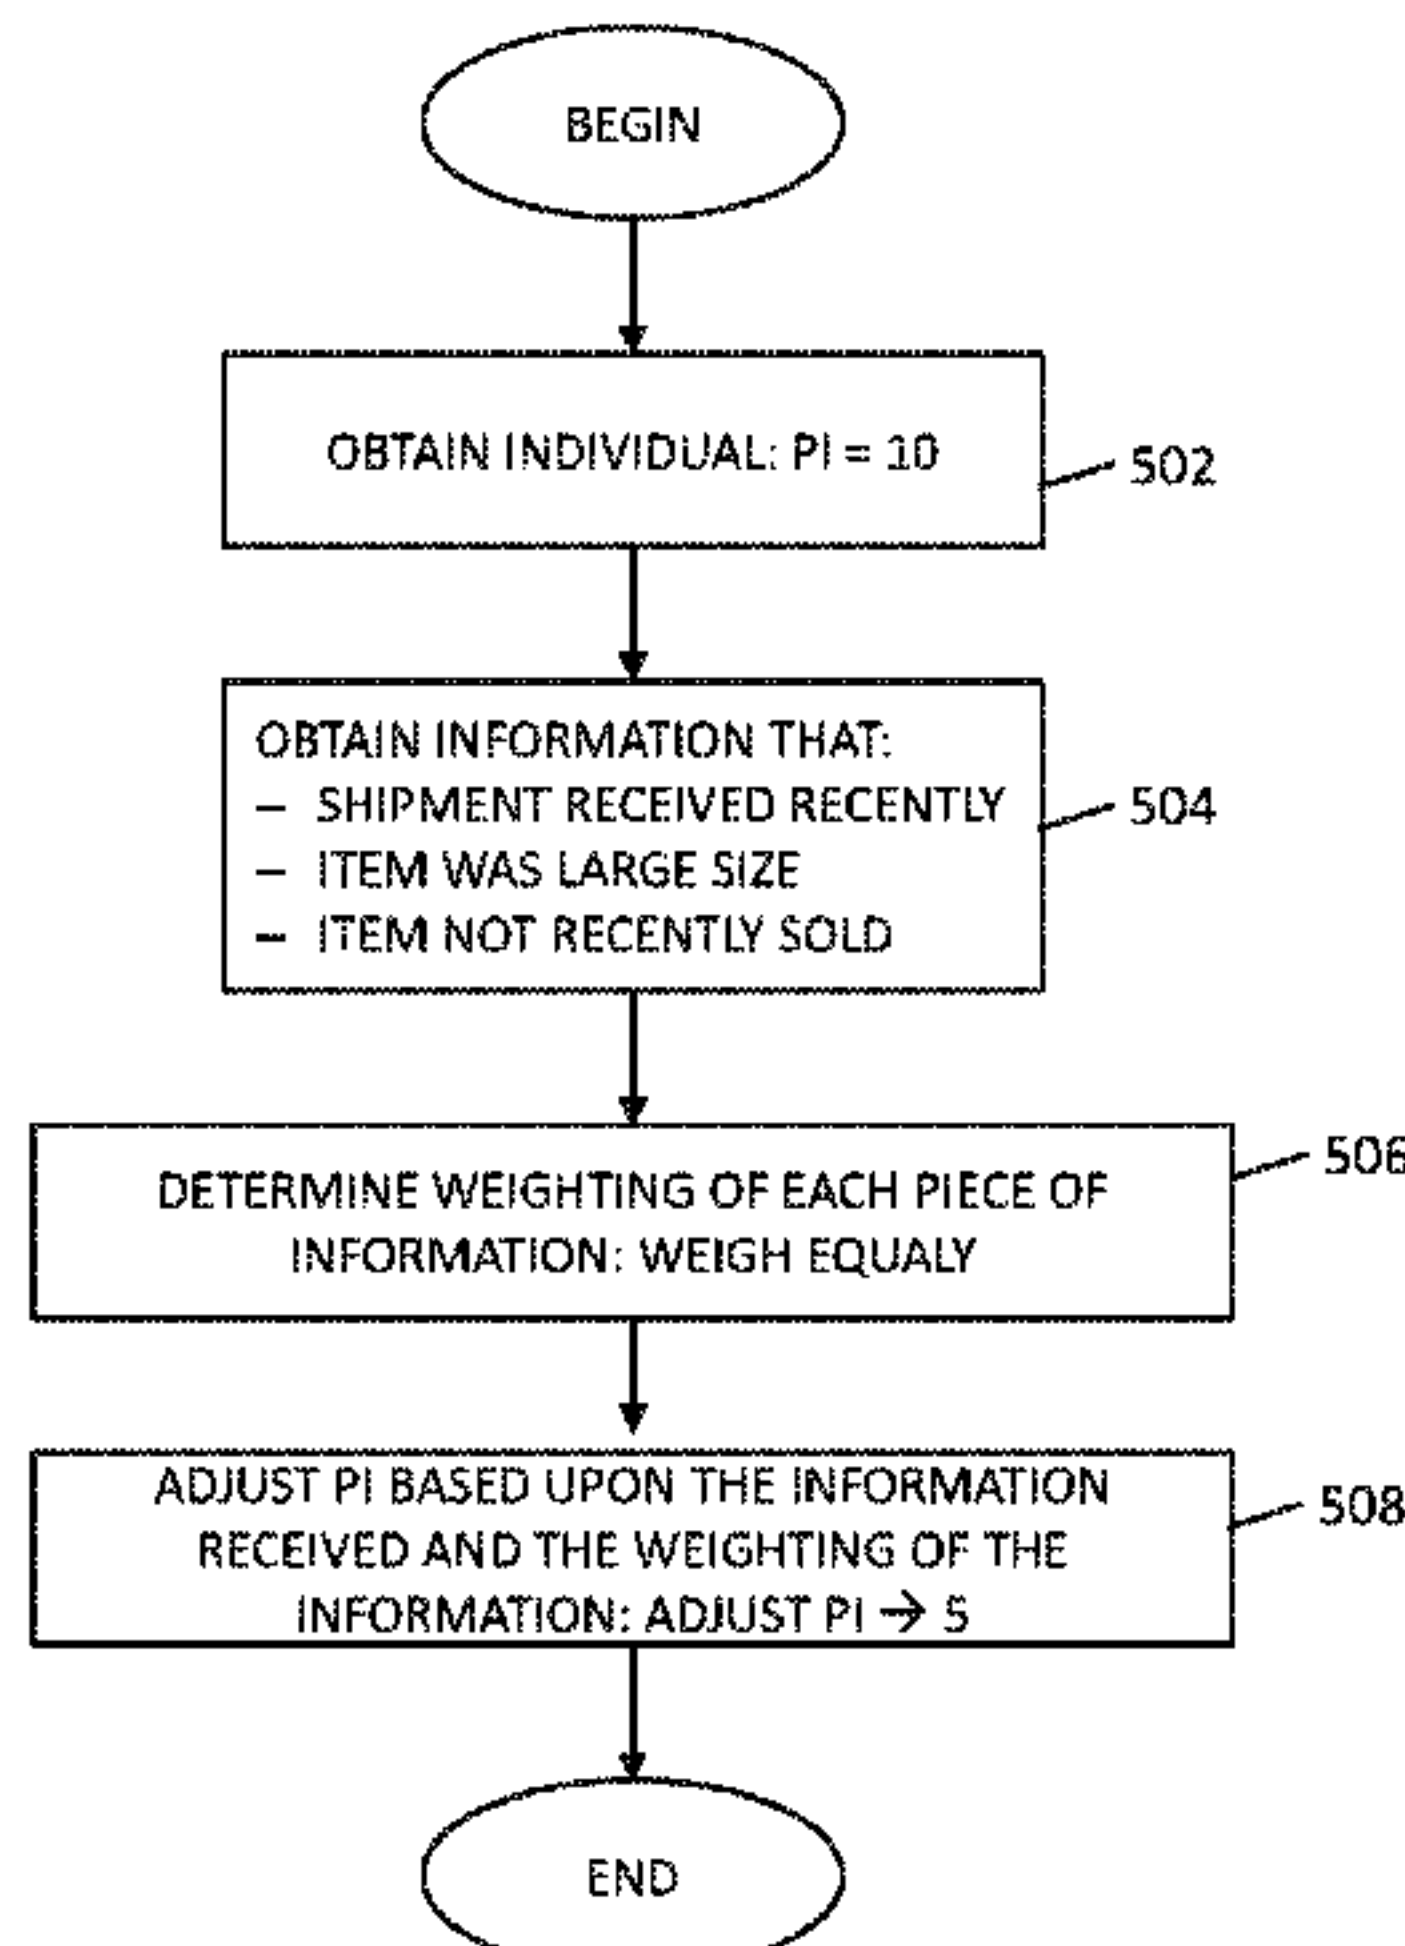 BEGIN
OBTAIN INDIVIDUAL: PI = 10
502
OBTAIN INFORMATION THAT:
– SHIPMENT RECEIVED RECENTLY
– ITEM WAS LARGE SIZE
– ITEM NOT RECENTLY SOLD
504
DETERMINE WEIGHTING OF EACH PIECE OF
INFORMATION: WEIGH EQUALY
506
ADJUST PI BASED UPON THE INFORMATION
RECEIVED AND THE WEIGHTING OF THE
INFORMATION: ADJUST PI → 5
508
END